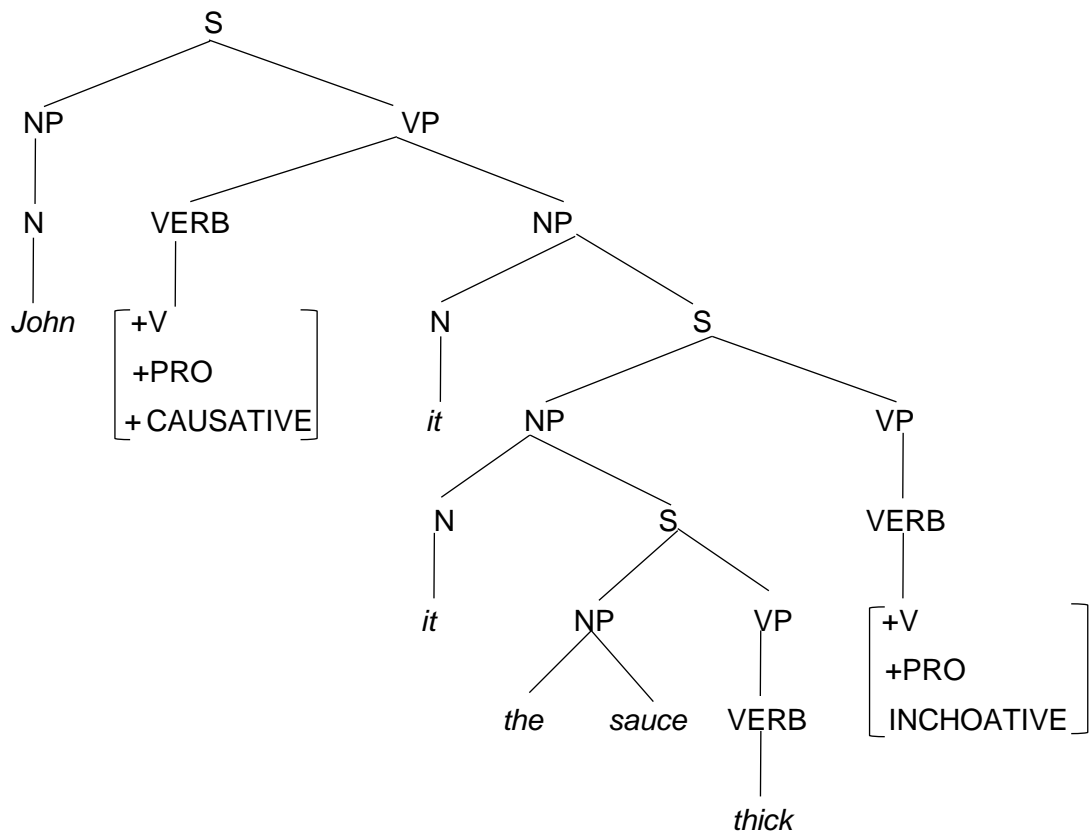 S
NP VP
N VERB NP
John +V N S
+PRO
+ CAUSATIVE it NP VP
N S VERB
it NP VP +V
+PRO
the sauce VERB INCHOATIVE
thick